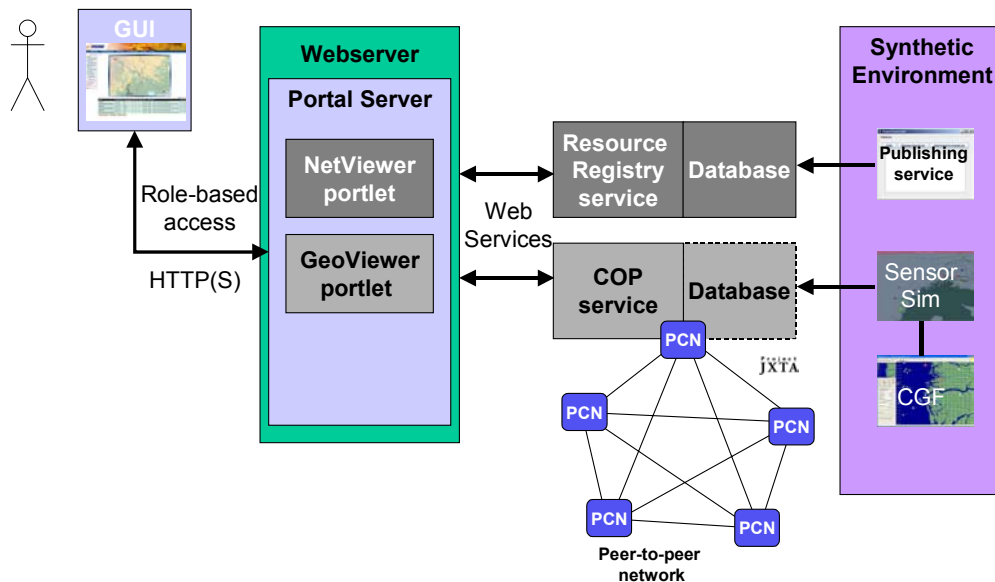 GUI
Webserver
Portal Server
NetViewer
portlet
GeoViewer
portlet
Role-based
access
HTTP(S)
Web
Services
Resource
Registry
service
Database
COP
service
Database
PCN
PCN
PCN
PCN
PCN
Project
JXTA
Peer-to-peer
network
Synthetic
Environment
Publishing
service
Sensor
Sim
CGF